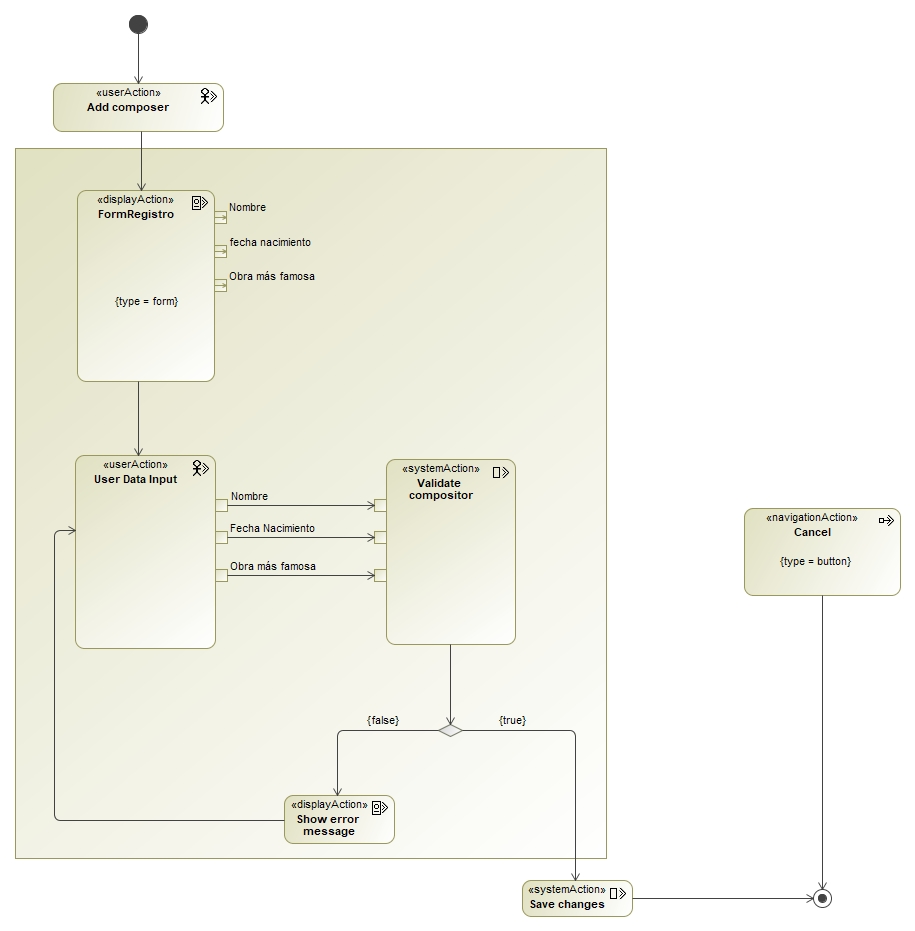 «userAction»
Add composer
«displayAction»
FormRegistro
{type = form}
Nombre
fecha nacimiento
Obra más famosa
«userAction»
User Data Input
Nombre
Fecha Nacimiento
Obra más famosa
«systemAction»
Validate
compositor
«navigationAction»
Cancel
{type = button}
{false}
{true}
«displayAction»
Show error
message
«systemAction»
Save changes